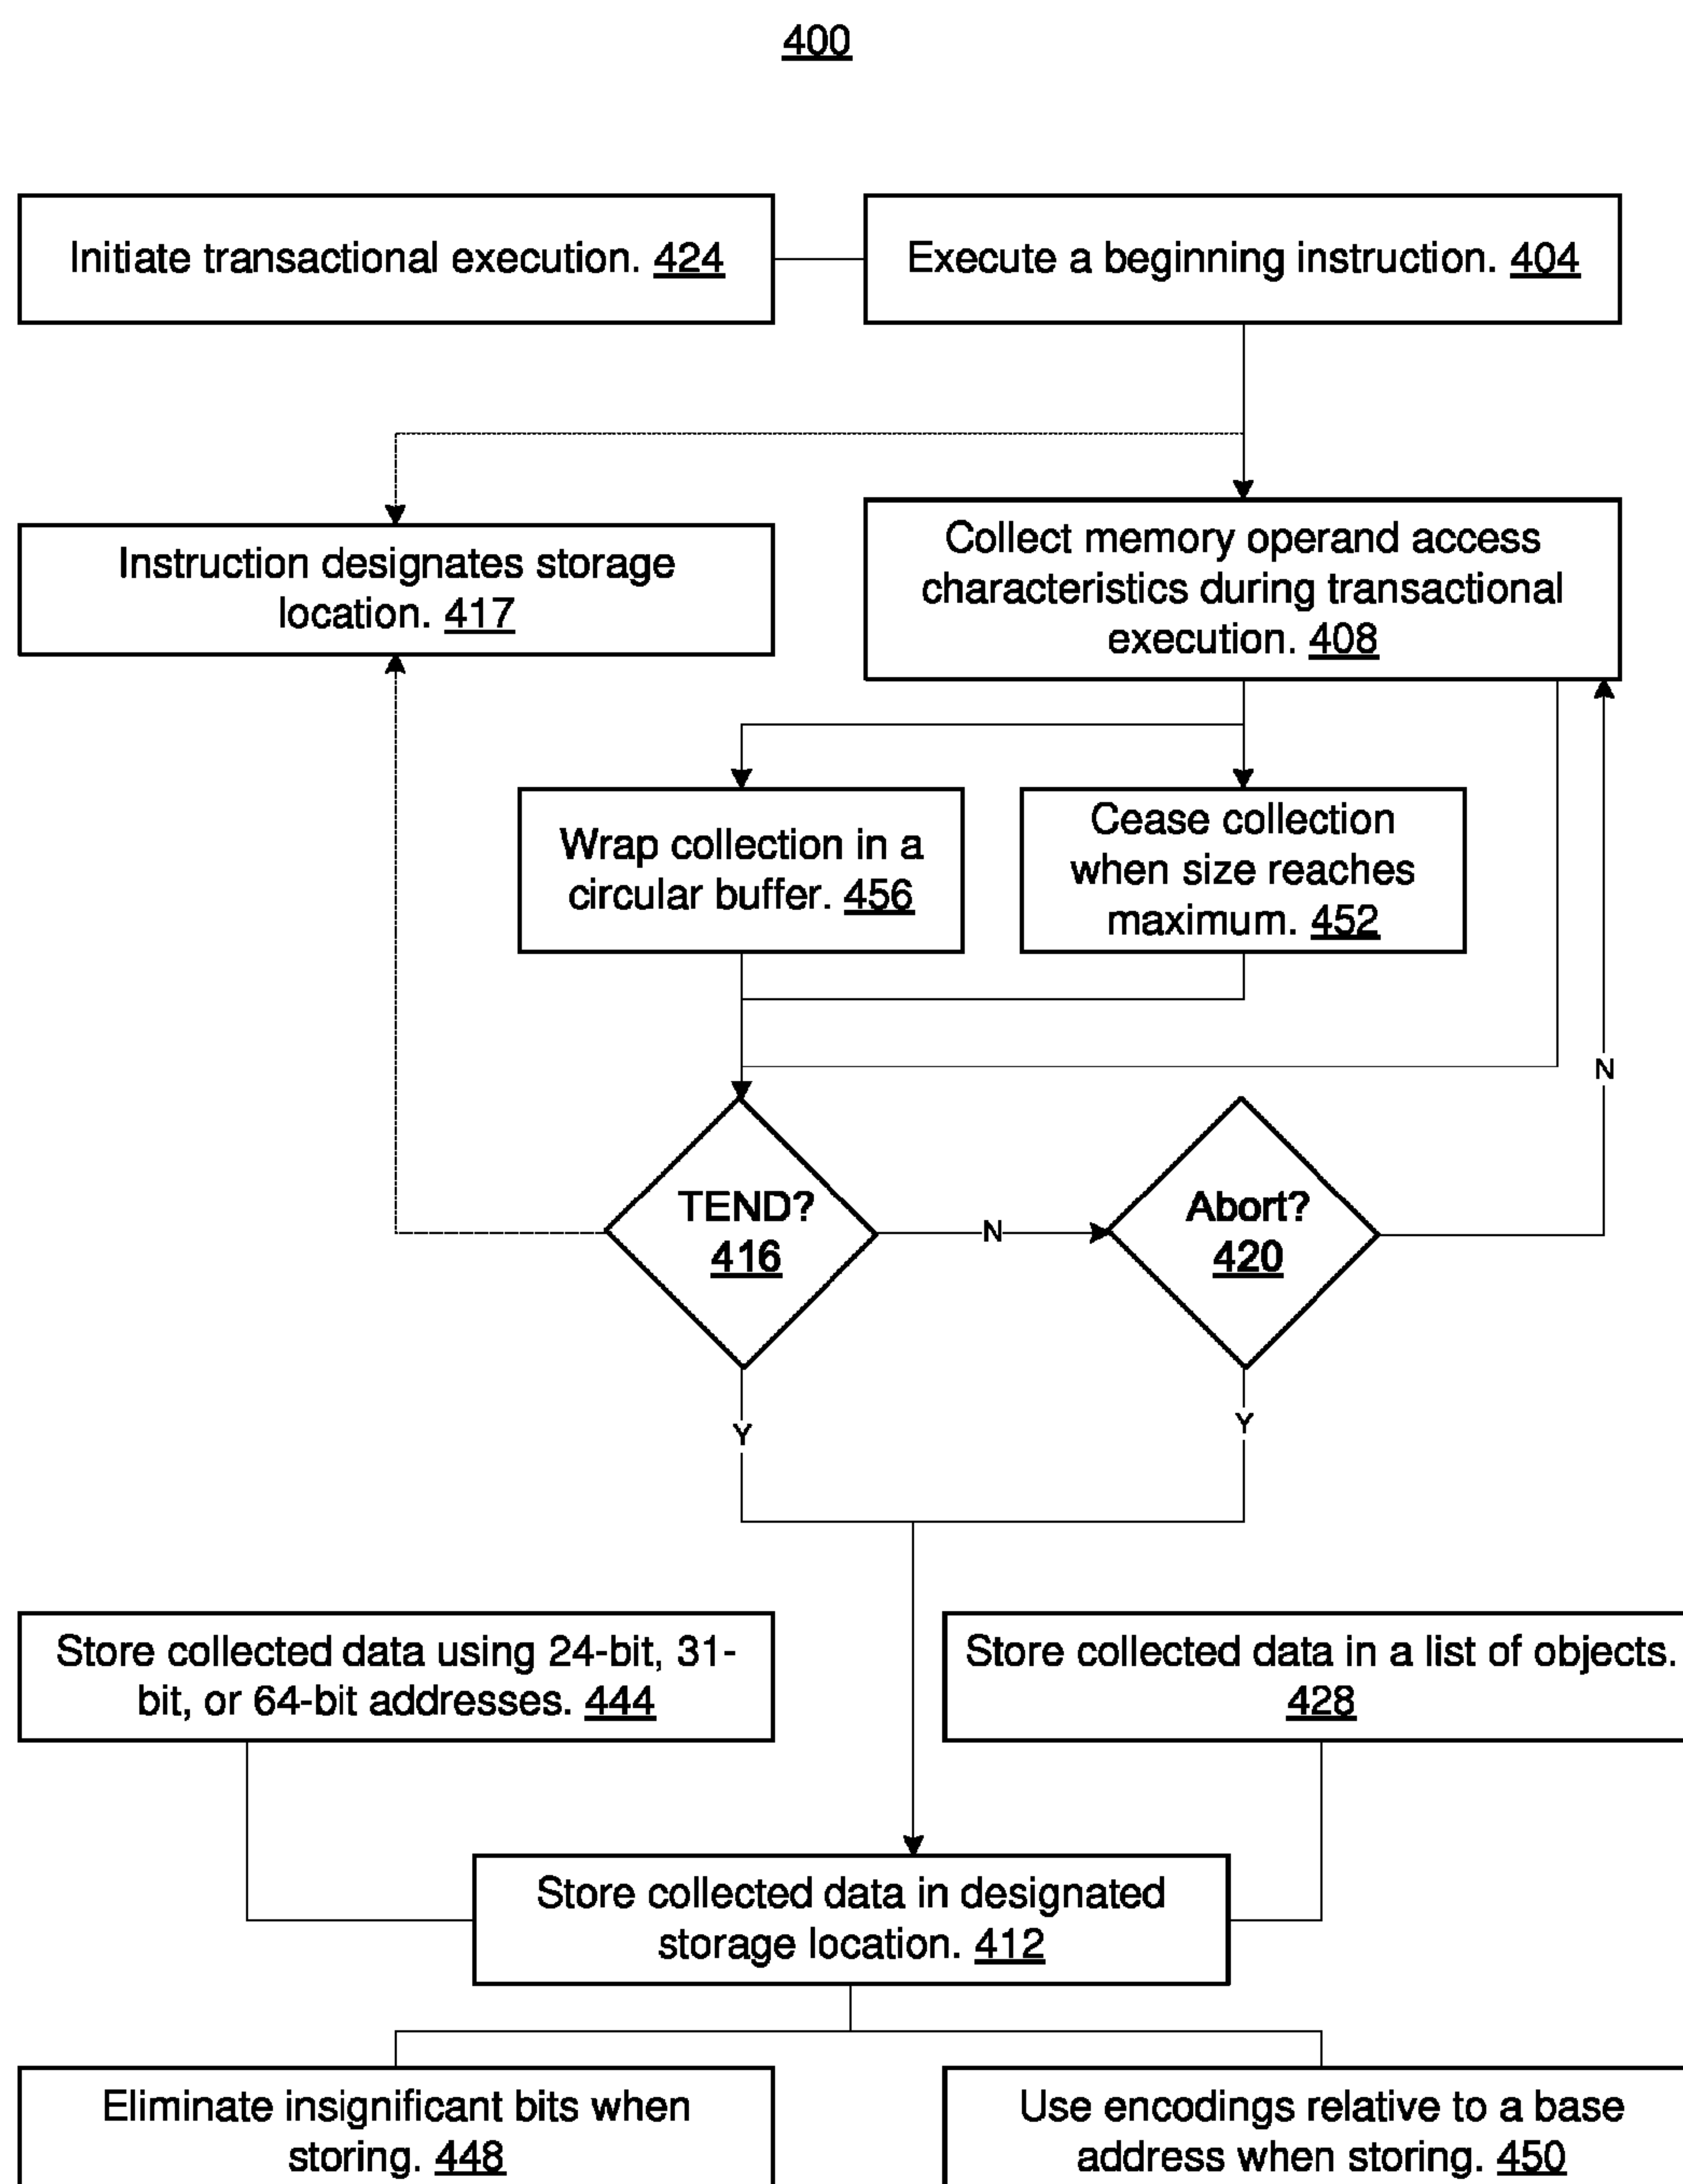 400
Initiate transactional execution. 424
Execute a beginning instruction. 404
Instruction designates storage
location. 417
Collect memory operand access
characteristics during transactional
execution. 408
Wrap collection in a
circular buffer. 456
Cease collection
when size reaches
maximum. 452
N
TEND?
416
N
Abort?
420
Y
Y
Store collected data using 24-bit, 31-
bit, or 64-bit addresses. 444
Store collected data in a list of objects.
428
Store collected data in designated
storage location. 412
Eliminate insignificant bits when
storing. 448
Use encodings relative to a base
address when storing. 450